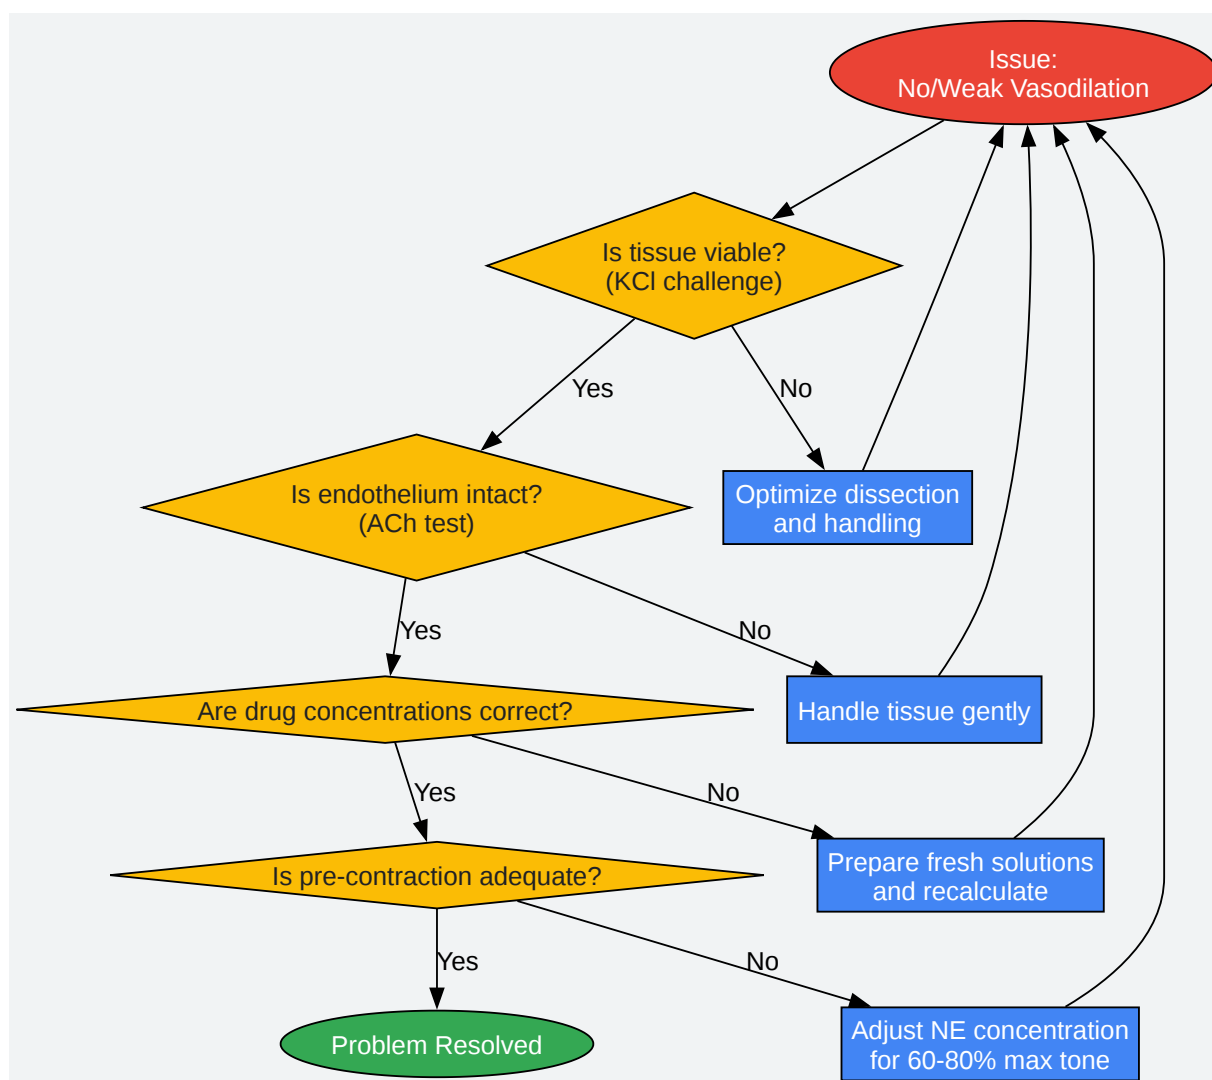 Issue:
No/Weak Vasodilation
Is tissue viable?
(KCl challenge)
Yes
No
Is endothelium intact?
(ACh test)
Optimize dissection
and handling
Yes
No
Are drug concentrations correct?
Handle tissue gently
Yes
No
Is pre-contraction adequate?
Prepare fresh solutions
and recalculate
Yes
No
Problem Resolved
Adjust NE concentration
for 60-80% max tone